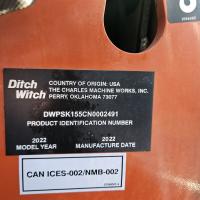 Ditch
Witch
COUNTRY OF ORIGIN: USA
THE CHARLES MACHINE WORKS, INC.
PERRY, OKLAHOMA 73077
DWPSK155CN0002491
PRODUCT IDENTIFICATION NUMBER
2022 2022
MODEL YEAR MANUFACTURE DATE
CAN ICES-002/NMB-002